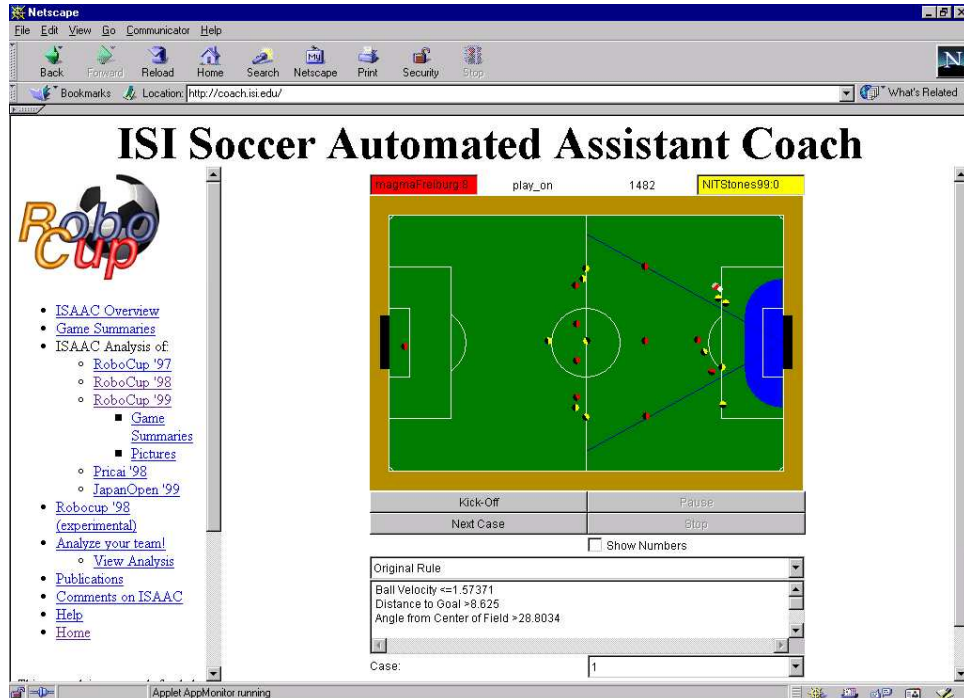 Netscape
File Edit View Go Communicator Help
Back Forward Reload Home Search Netscape Print Security Stop
Bookmarks Location: http://coach.isi.edu/ What's Related
ISI Soccer Automated Assistant Coach
RoboCup
magmaFreiburg:8 play_on 1482 NITStones99:0
ISAAC Overview
Game Summaries
ISAAC Analysis of:
RoboCup '97
RoboCup '98
RoboCup '99
Game
Summaries
Pictures
Pricai '98
JapanOpen '99
Robocup '98
(experimental)
Analyze your team!
View Analysis
Publications
Comments on ISAAC
Help
Home
Kick-Off Pause
Next Case Stop
Show Numbers
Original Rule
Ball Velocity <=1.57371
Distance to Goal >8.625
Angle from Center of Field >28.8034
Case: 1
Applet AppMonitor running